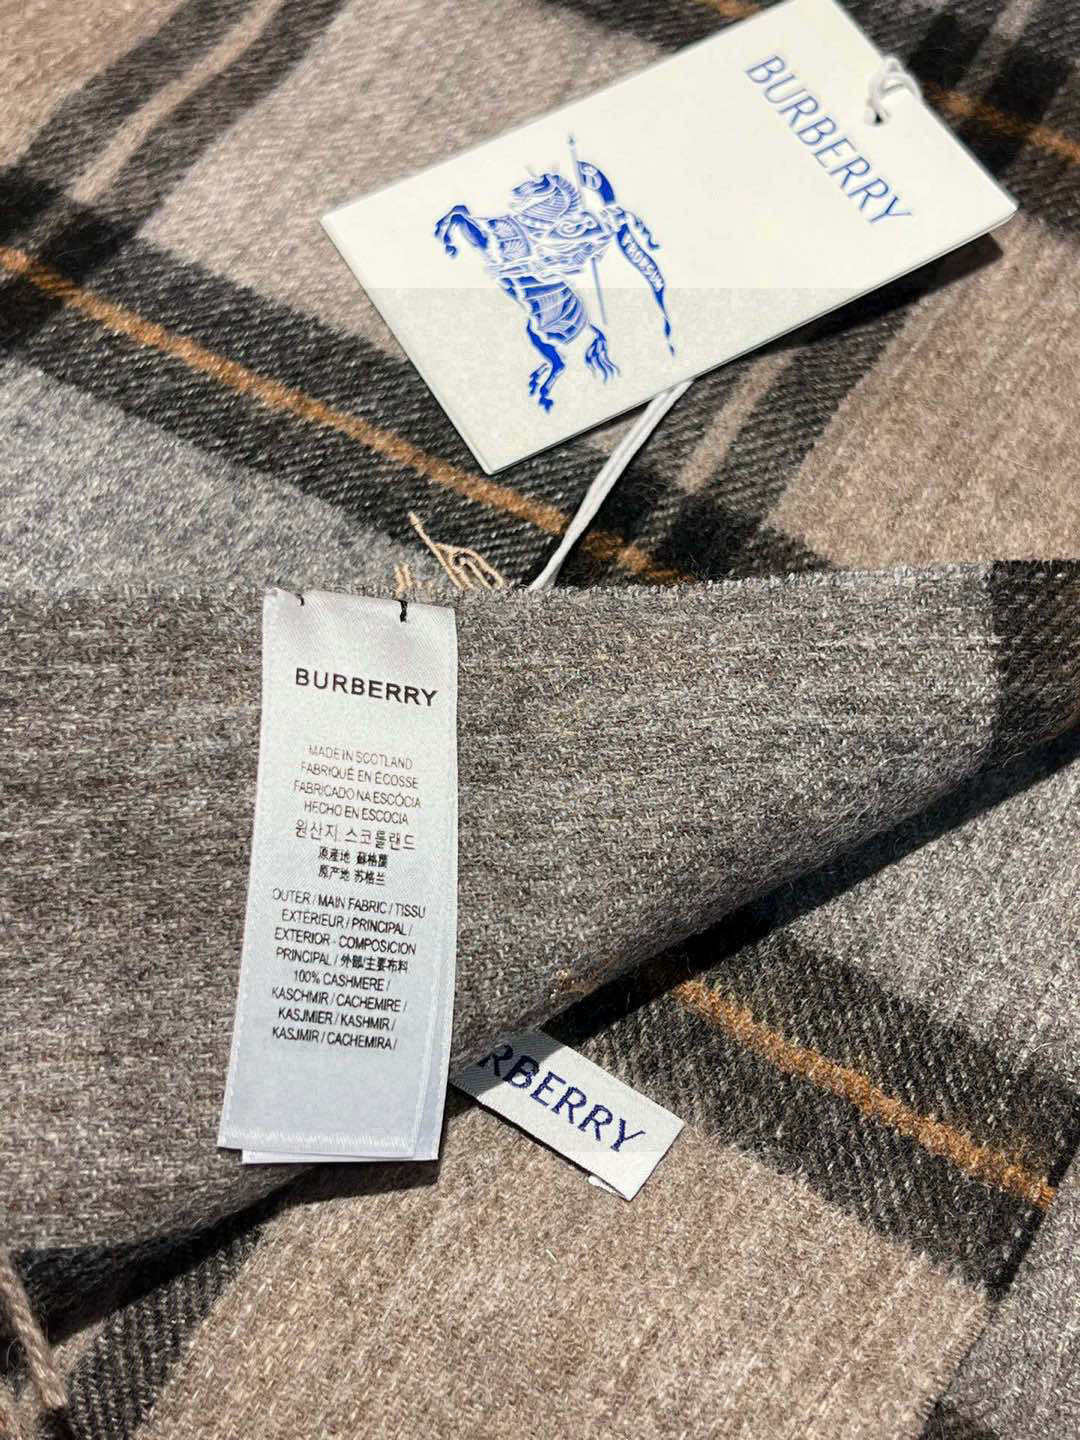 BURBERRY
PRORSUM
BURBERRY
MADE IN SCOTLAND
FABRIQUÉ EN ÉCOSSE
FABRICADO NA ESCÓCIA
HECHO EN ESCOCIA
원산지: 스코틀랜드
原產地 蘇格蘭
原产地 苏格兰
OUTER / MAIN FABRIC / TISSU
EXTÉRIEUR / PRINCIPAL /
EXTERIOR - COMPOSICION
PRINCIPAL / 外部/主要布料
100% CASHMERE /
KASCHMIR / CACHEMIRE /
KASJMIER / KASHMIR /
KASJMIR / CACHEMIRA /
RBERRY